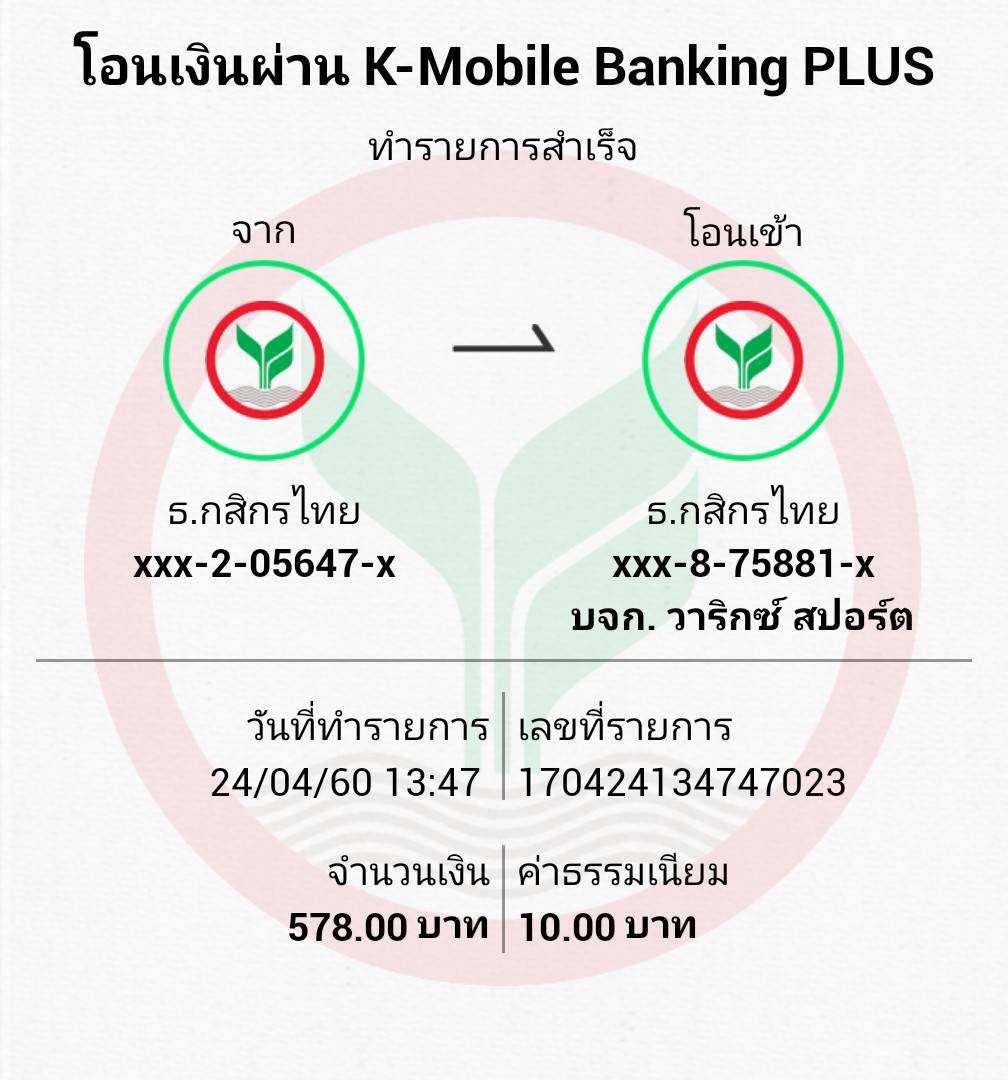 โอนเงินผ่าน K-Mobile Banking PLUS
ทำรายการสำเร็จ
จาก
โอนเข้า
ธ.กสิกรไทย
xxx-2-05647-x
ธ.กสิกรไทย
xxx-8-75881-x
บจก. วาริกซ์ สปอร์ต
วันที่ทำรายการ
24/04/60 13:47
เลขที่รายการ
170424134747023
จำนวนเงิน
578.00 บาท
ค่าธรรมเนียม
10.00 บาท